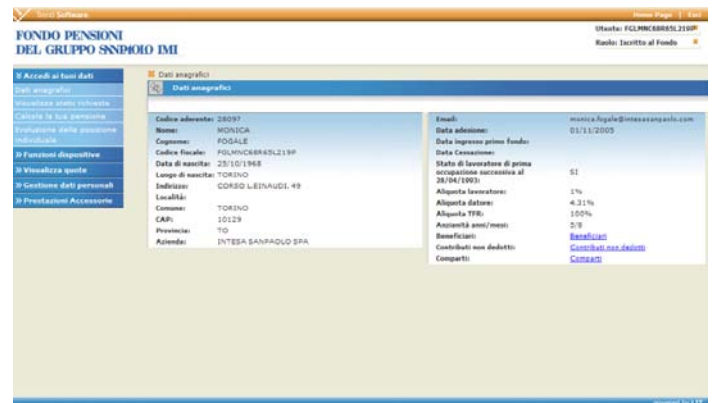 Trend Software
Home Page | Esci
FONDO PENSIONI
DEL GRUPPO SANPAOLO IMI
Utente: FGLMNC68R65L219P
Ruolo: Iscritto al Fondo
Accedi ai tuoi dati
Dati anagrafici
Visualizza stato richieste
Calcola la tua pensione
Evoluzione della posizione
individuale
Funzioni dispositive
Visualizza quote
Gestione dati personali
Prestazioni Accessorie
Dati anagrafici
Dati anagrafici
Codice aderente: 28097
Nome: MONICA
Cognome: FOGALE
Codice fiscale: FGLMNC68R65L219P
Data di nascita: 25/10/1968
Luogo di nascita: TORINO
Indirizzo: CORSO L.EINAUDI, 49
Località:
Comune: TORINO
CAP: 10129
Provincia: TO
Azienda: INTESA SANPAOLO SPA
Email: monica.fogale@intesasanpaolo.com
Data adesione: 01/11/2005
Data ingresso primo fondo:
Data Cessazione:
Stato di lavoratore di prima
occupazione successiva al
28/04/1993: SI
Aliquota lavoratore: 1%
Aliquota datore: 4.31%
Aliquota TFR: 100%
Anzianità anni/mesi: 5/8
Beneficiari: Beneficiari
Contributi non dedotti: Contributi non dedotti
Comparti: Comparti